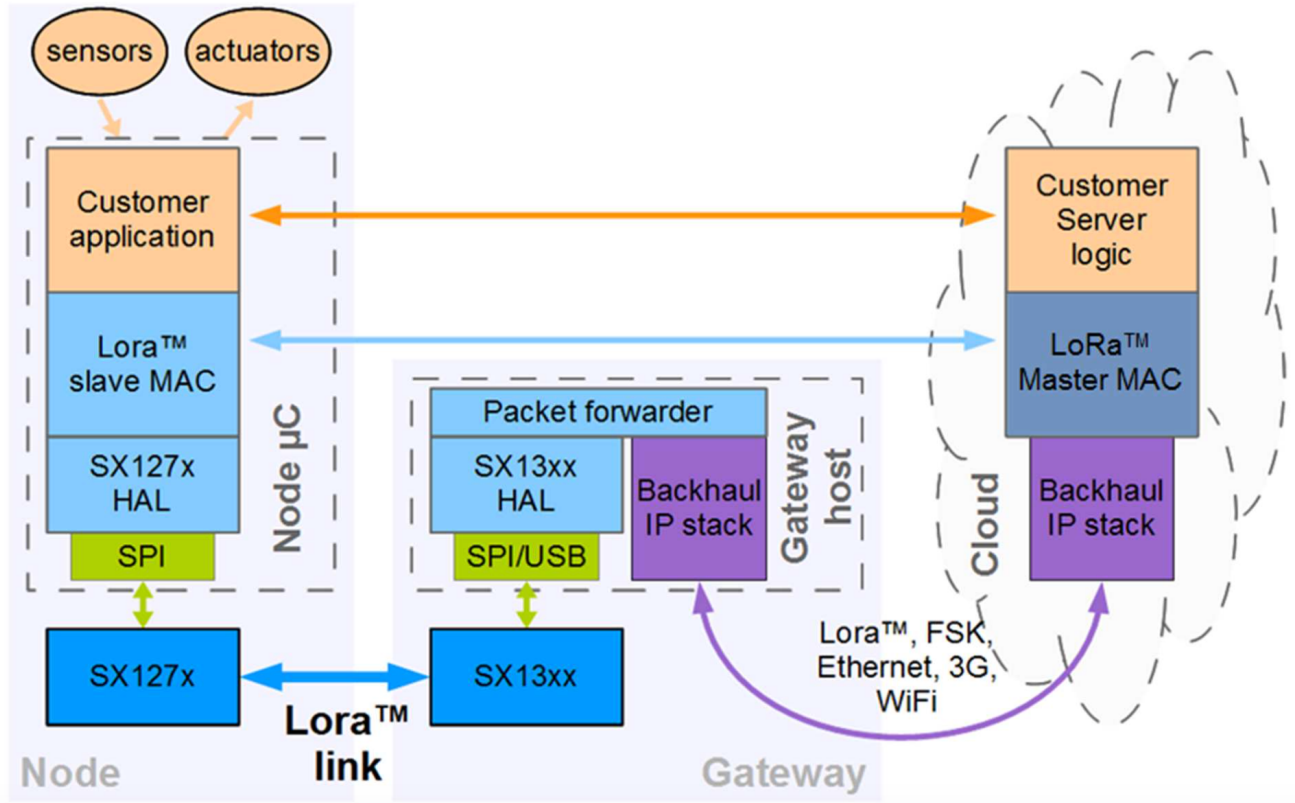 sensors
actuators
Customer
application
Lora™
slave MAC
SX127x
HAL
SPI
Node µC
SX127x
Node
Lora™
link
Packet forwarder
SX13xx
HAL
SPI/USB
Backhaul
IP stack
Gateway
host
SX13xx
Gateway
Lora™, FSK,
Ethernet, 3G,
WiFi
Customer
Server
logic
LoRa™
Master MAC
Backhaul
IP stack
Cloud